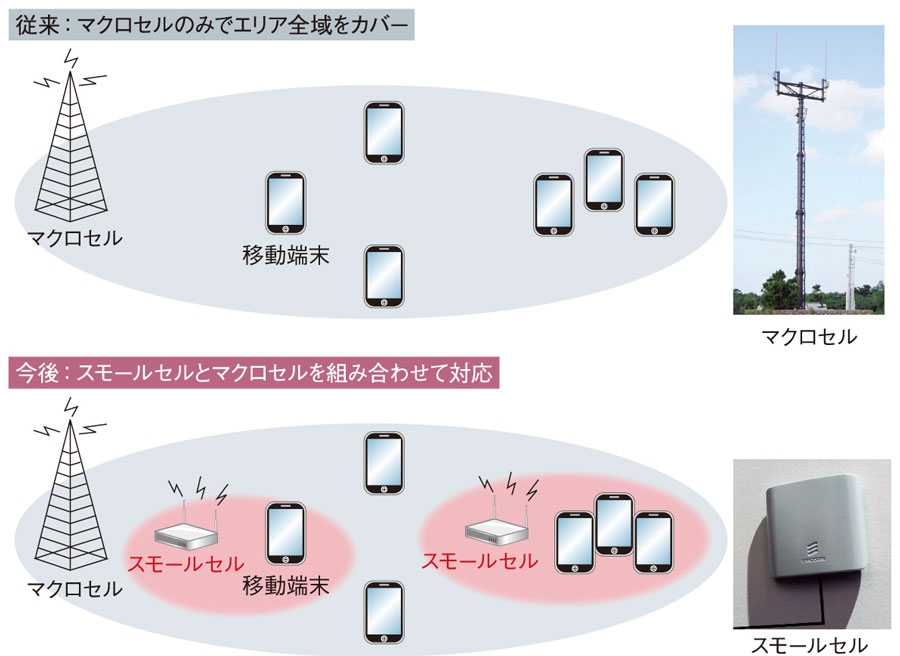 従来：マクロセルのみでエリア全域をカバー
マクロセル
移動端末
マクロセル
今後：スモールセルとマクロセルを組み合わせて対応
スモールセル
スモールセル
マクロセル
移動端末
スモールセル